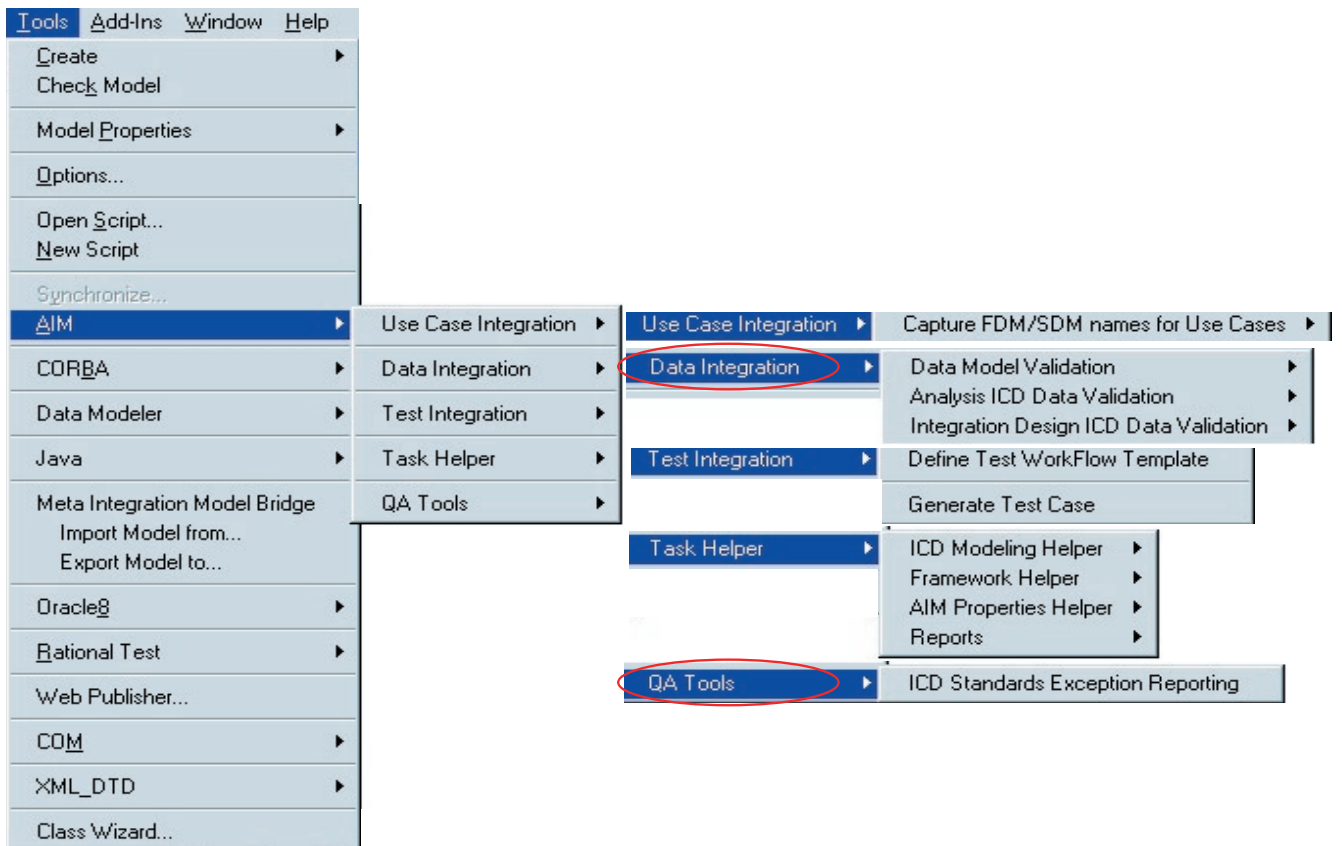 Tools Add-Ins Window Help
Create
Check Model
Model Properties
Options...
Open Script...
New Script
Synchronize...
AIM
CORBA
Data Modeler
Java
Meta Integration Model Bridge
Import Model from...
Export Model to...
Oracle8
Rational Test
Web Publisher...
COM
XML_DTD
Class Wizard...
Use Case Integration
Data Integration
Test Integration
Task Helper
QA Tools
Use Case Integration
Capture FDM/SDM names for Use Cases
Data Integration
Data Model Validation
Analysis ICD Data Validation
Integration Design ICD Data Validation
Test Integration
Define Test WorkFlow Template
Generate Test Case
Task Helper
ICD Modeling Helper
Framework Helper
AIM Properties Helper
Reports
QA Tools
ICD Standards Exception Reporting